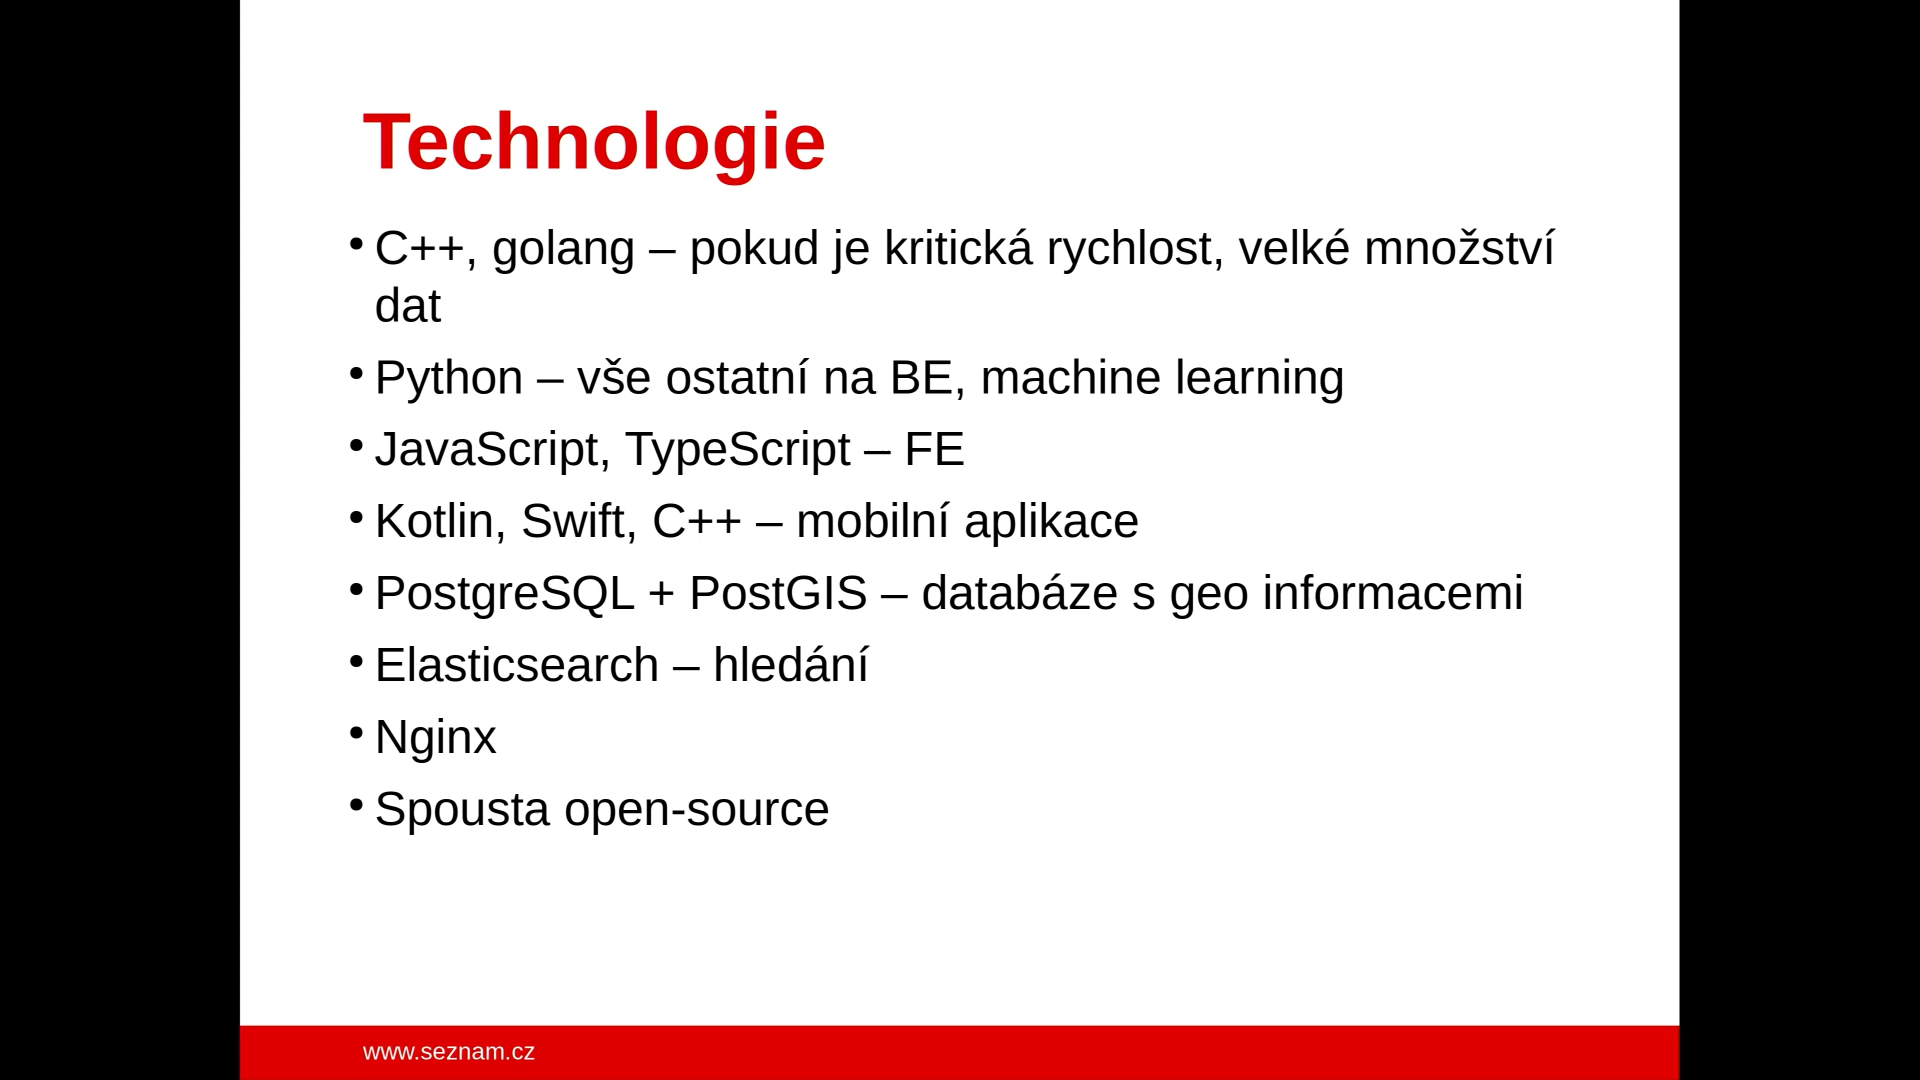 Technologie
• C++, golang – pokud je kritická rychlost, velké množství
dat
• Python – vše ostatní na BE, machine learning
• JavaScript, TypeScript – FE
• Kotlin, Swift, C++ – mobilní aplikace
• PostgreSQL + PostGIS – databáze s geo informacemi
• Elasticsearch – hledání
• Nginx
• Spousta open-source
www.seznam.cz